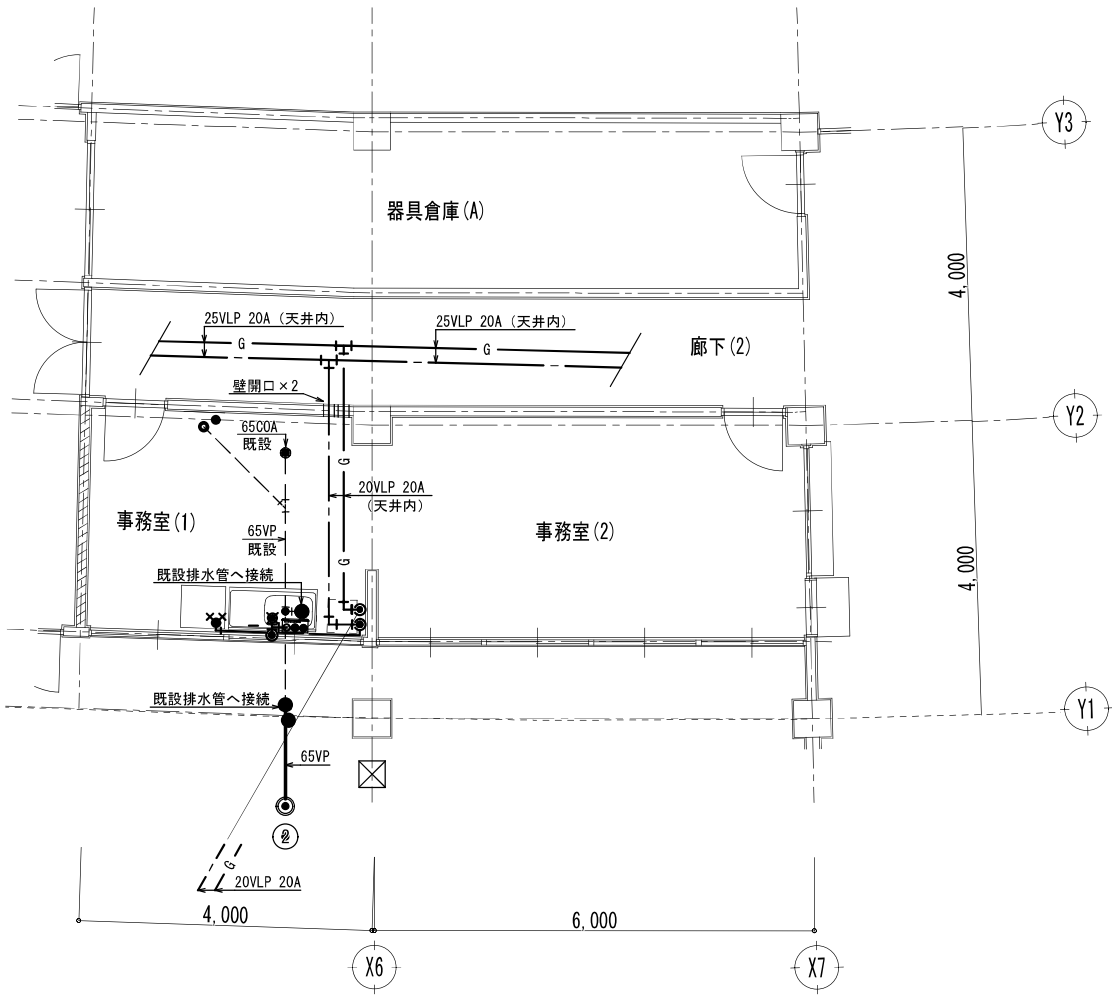 Y3
器具倉庫(A)
4,000
25VLP 20A (天井内)
25VLP 20A (天井内)
G
G
廊下(2)
壁開口×2
Y2
65COA
既設
G
20VLP 20A
(天井内)
事務室(1)
事務室(2)
65VP
既設
4,000
G
既設排水管へ接続
既設排水管へ接続
Y1
65VP
②
G
20VLP 20A
4,000
6,000
X6
X7